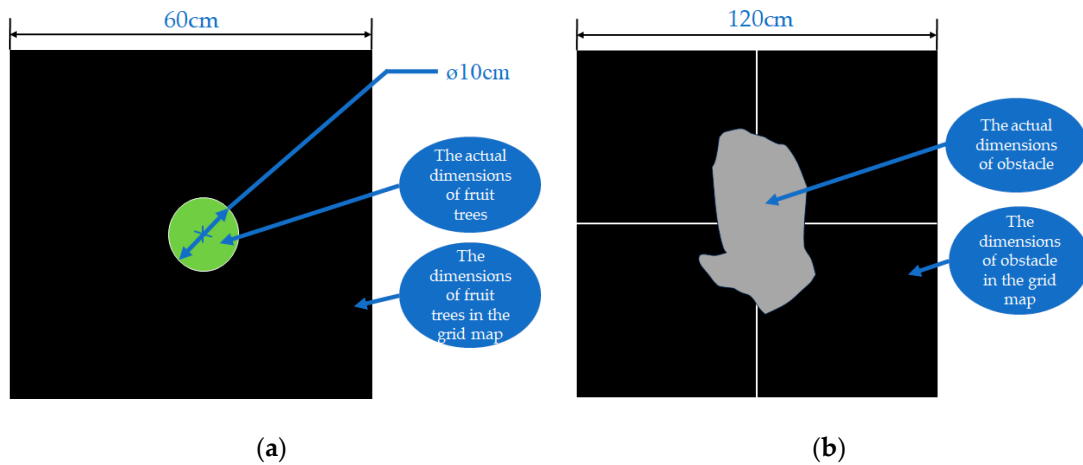 60cm
ø10cm
The actual
dimensions
of fruit
trees
The
dimensions
of fruit
trees in the
grid map
(a)
120cm
The actual
dimensions
of obstacle
The
dimensions
of obstacle
in the grid
map
(b)